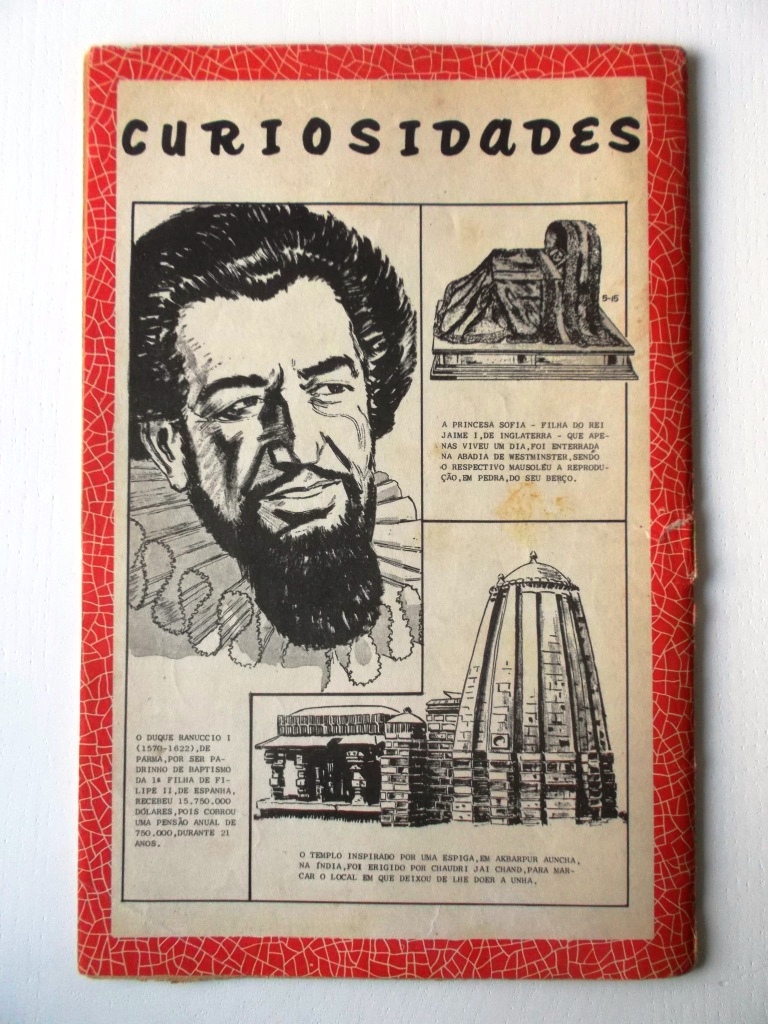 CURIOSIDADES
5-15
A PRINCESA SOFIA - FILHA DO REI
JAIME I,DE INGLATERRA - QUE APE-
NAS VIVEU UM DIA,FOI ENTERRADA
NA ABADIA DE WESTMINSTER,SENDO
O RESPECTIVO MAUSOLÉU A REPRODU-
ÇÃO,EM PEDRA,DO SEU BERÇO.
O DUQUE RANUCCIO I
(1570-1622),DE
PARMA,POR SER PA-
DRINHO DE BAPTISMO
DA 1ª FILHA DE FI-
LIPE II,DE ESPANHA,
RECEBEU 15.750.000
DÓLARES,POIS COBROU
UMA PENSÃO ANUAL DE
750.000,DURANTE 21
ANOS.
O TEMPLO INSPIRADO POR UMA ESPIGA,EM AKBARPUR AUNCHA,
NA ÍNDIA,FOI ERIGIDO POR CHAUDRI JAI CHAND,PARA MAR-
CAR O LOCAL EM QUE DEIXOU DE LHE DOER A UNHA.